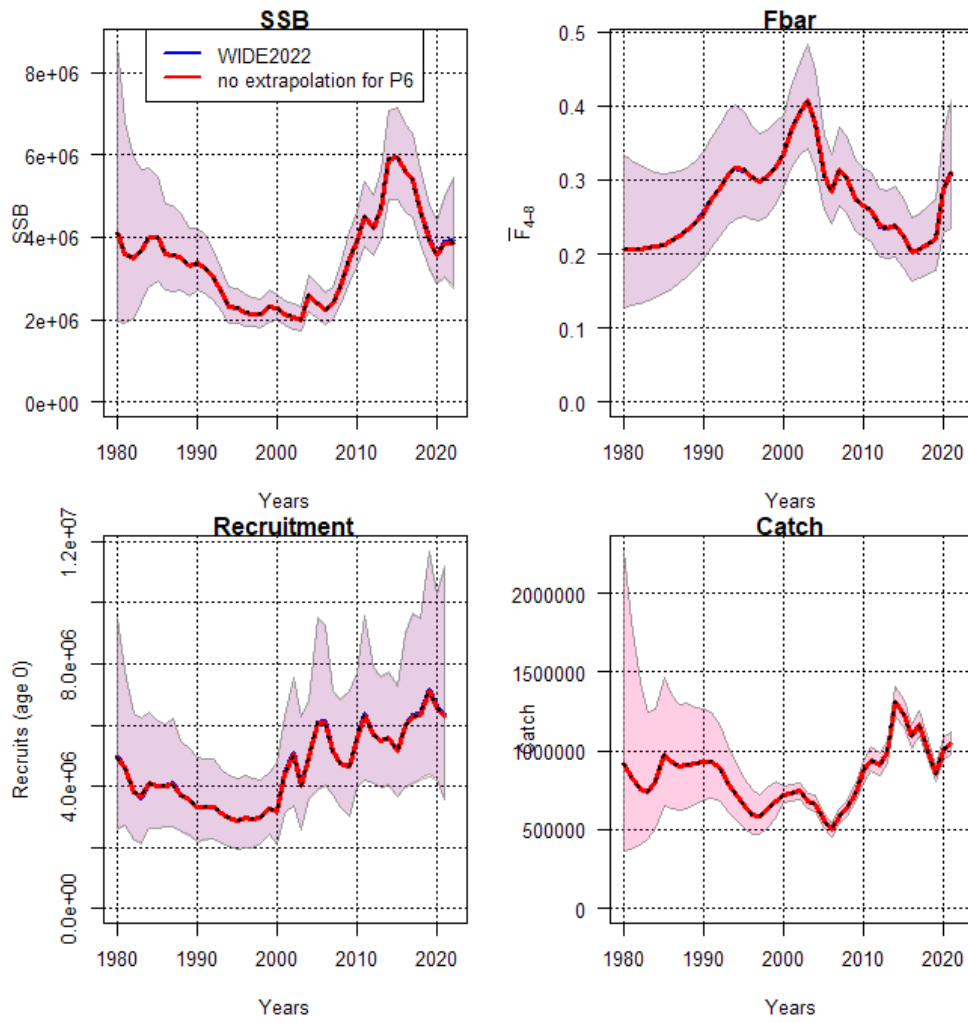 SSB
WIDE2022
no extrapolation for P6
SSB
8e+06
6e+06
4e+06
2e+06
0e+00
1980 1990 2000 2010 2020
Years
Fbar
F̅4–8
0.5
0.4
0.3
0.2
0.1
0.0
1980 1990 2000 2010 2020
Years
Recruitment
Recruits (age 0)
1.2e+07
8.0e+06
4.0e+06
0.0e+00
1980 1990 2000 2010 2020
Years
Catch
Catch
2000000
1500000
1000000
500000
0
1980 1990 2000 2010 2020
Years